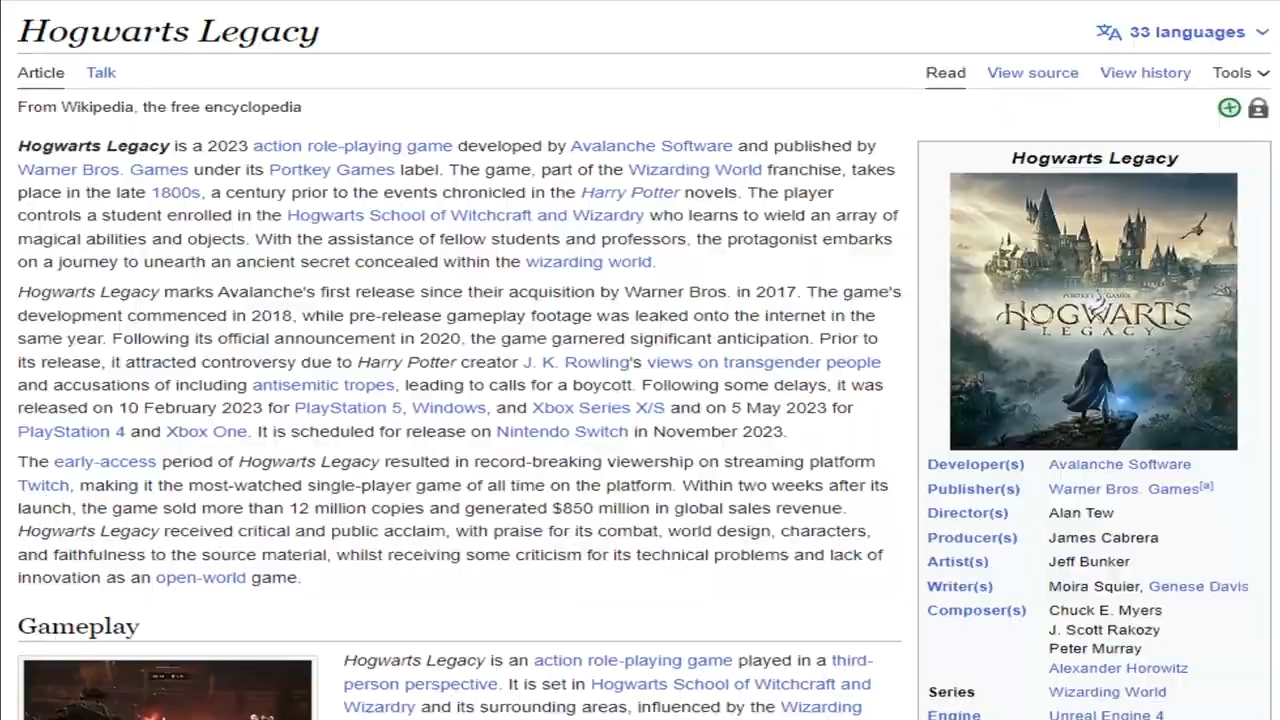 Hogwarts Legacy
33 languages
Article Talk
Read View source View history Tools
From Wikipedia, the free encyclopedia
Hogwarts Legacy is a 2023 action role-playing game developed by Avalanche Software and published by
Warner Bros. Games under its Portkey Games label. The game, part of the Wizarding World franchise, takes
place in the late 1800s, a century prior to the events chronicled in the Harry Potter novels. The player
controls a student enrolled in the Hogwarts School of Witchcraft and Wizardry who learns to wield an array of
magical abilities and objects. With the assistance of fellow students and professors, the protagonist embarks
on a journey to unearth an ancient secret concealed within the wizarding world.
Hogwarts Legacy marks Avalanche's first release since their acquisition by Warner Bros. in 2017. The game's
development commenced in 2018, while pre-release gameplay footage was leaked onto the internet in the
same year. Following its official announcement in 2020, the game garnered significant anticipation. Prior to
its release, it attracted controversy due to Harry Potter creator J. K. Rowling's views on transgender people
and accusations of including antisemitic tropes, leading to calls for a boycott. Following some delays, it was
released on 10 February 2023 for PlayStation 5, Windows, and Xbox Series X/S and on 5 May 2023 for
PlayStation 4 and Xbox One. It is scheduled for release on Nintendo Switch in November 2023.
The early-access period of Hogwarts Legacy resulted in record-breaking viewership on streaming platform
Twitch, making it the most-watched single-player game of all time on the platform. Within two weeks after its
launch, the game sold more than 12 million copies and generated $850 million in global sales revenue.
Hogwarts Legacy received critical and public acclaim, with praise for its combat, world design, characters,
and faithfulness to the source material, whilst receiving some criticism for its technical problems and lack of
innovation as an open-world game.
Gameplay
Hogwarts Legacy is an action role-playing game played in a third-
person perspective. It is set in Hogwarts School of Witchcraft and
Wizardry and its surrounding areas, influenced by the Wizarding
Hogwarts Legacy
PORTKEY GAMES
HOGWARTS
LEGACY
Developer(s) Avalanche Software
Publisher(s) Warner Bros. Games[a]
Director(s) Alan Tew
Producer(s) James Cabrera
Artist(s) Jeff Bunker
Writer(s) Moira Squier, Genese Davis
Composer(s) Chuck E. Myers
J. Scott Rakozy
Peter Murray
Alexander Horowitz
Series Wizarding World
Engine Unreal Engine 4